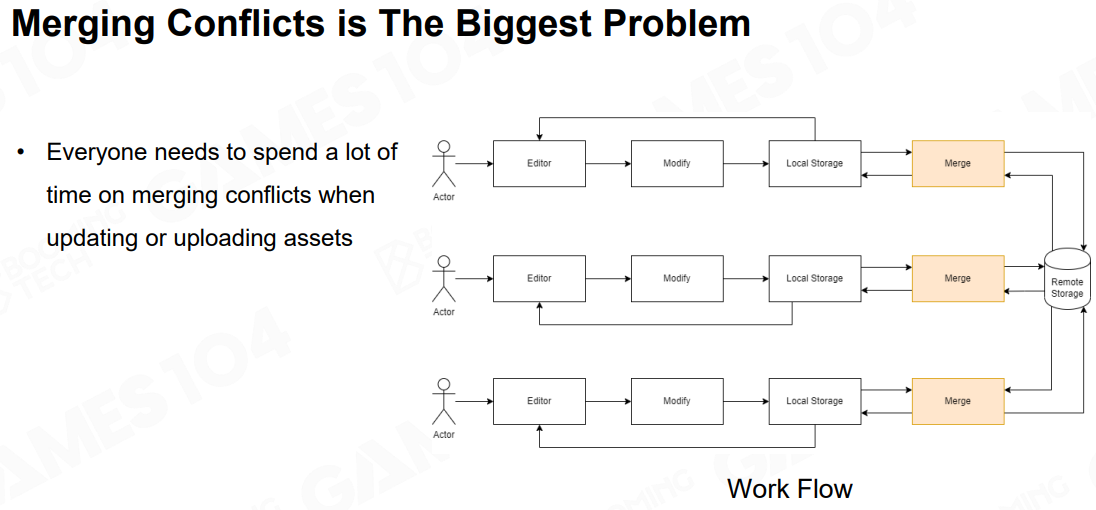 Merging Conflicts is The Biggest Problem
• Everyone needs to spend a lot of
time on merging conflicts when
updating or uploading assets
Actor
Editor
Modify
Local Storage
Merge
Actor
Editor
Modify
Local Storage
Merge
Remote
Storage
Actor
Editor
Modify
Local Storage
Merge
Work Flow
GAMES104
GAMES104